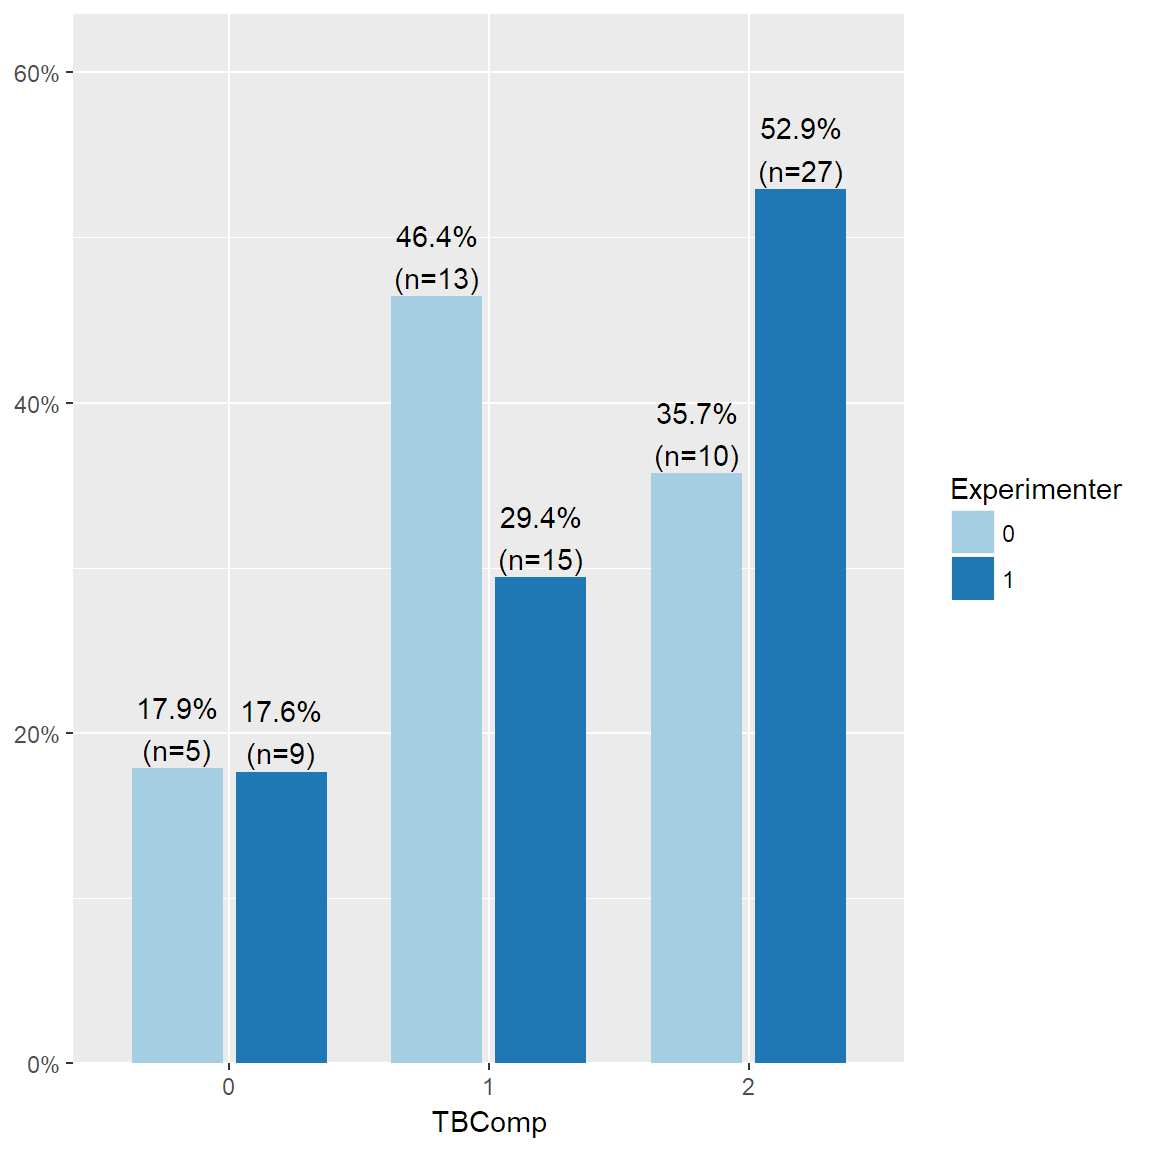 60%
40%
20%
0%
17.9%
(n=5)
17.6%
(n=9)
46.4%
(n=13)
29.4%
(n=15)
35.7%
(n=10)
52.9%
(n=27)
0
1
2
TBComp
Experimenter
0
1